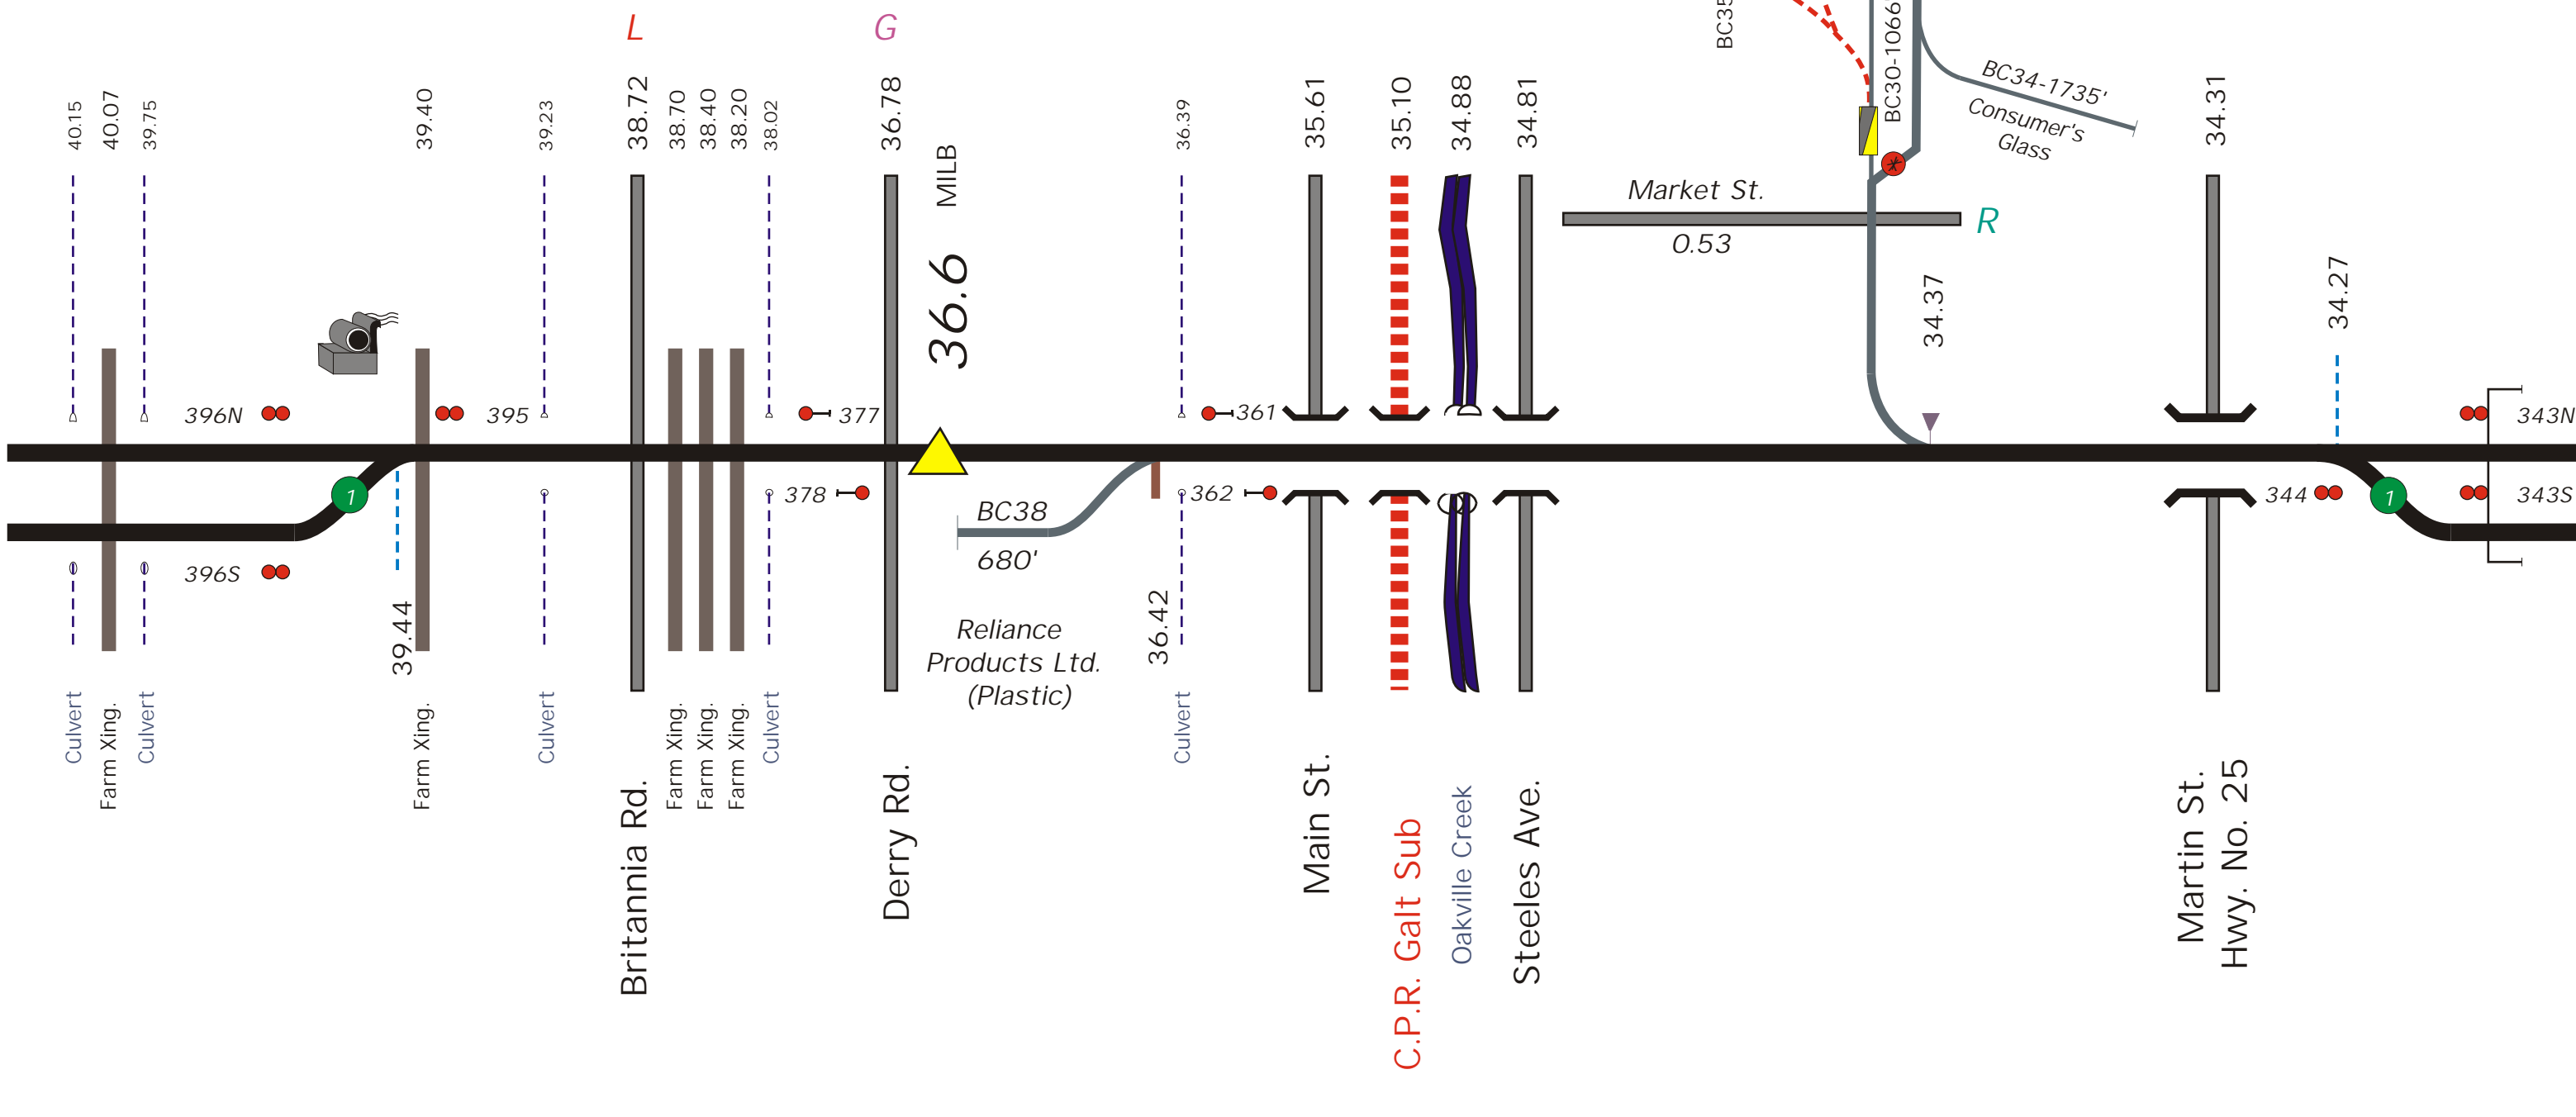 L
G
BC35
BC30-1066'
BC34-1735'
Consumer's
Glass
40.15
40.07
39.75
39.40
39.23
38.72
38.70
38.40
38.20
38.02
36.78
MILB
36.6
36.39
35.61
35.10
34.88
34.81
34.31
Market St.
0.53
R
34.37
34.27
396N
395
377
361
343N
1
378
362
344
1
343S
BC38
680'
396S
39.44
36.42
Reliance
Products Ltd.
(Plastic)
Culvert
Farm Xing.
Culvert
Farm Xing.
Culvert
Britannia Rd.
Farm Xing.
Farm Xing.
Farm Xing.
Culvert
Derry Rd.
Culvert
Main St.
C.P.R. Galt Sub
Oakville Creek
Steeles Ave.
Martin St.
Hwy. No. 25